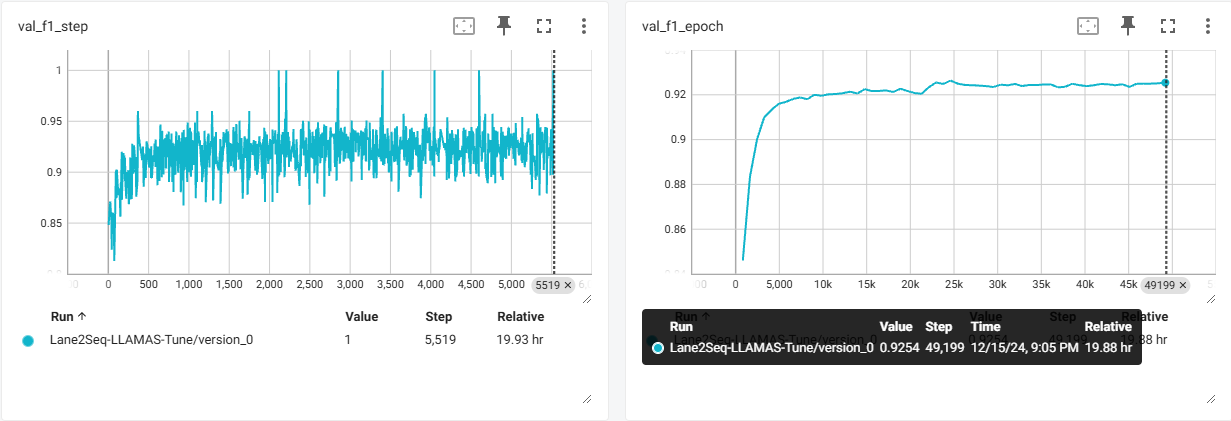 val_f1_step
1
0.95
0.9
0.85
0 500 1,000 1,500 2,000 2,500 3,000 3,500 4,000 4,500 5,000 5519 ✕
Run ↑ Value Step Relative
Lane2Seq-LLAMAS-Tune/version_0 1 5,519 19.93 hr
val_f1_epoch
0.92
0.9
0.88
0.86
0 5,000 10k 15k 20k 25k 30k 35k 40k 45k 49199 ✕
Run ↑ Value Step Relative
Run Value Step Time Relative
Lane2Seq-LLAMAS-Tune/version_0 0.9254 49,199 12/15/24, 9:05 PM 19.88 hr